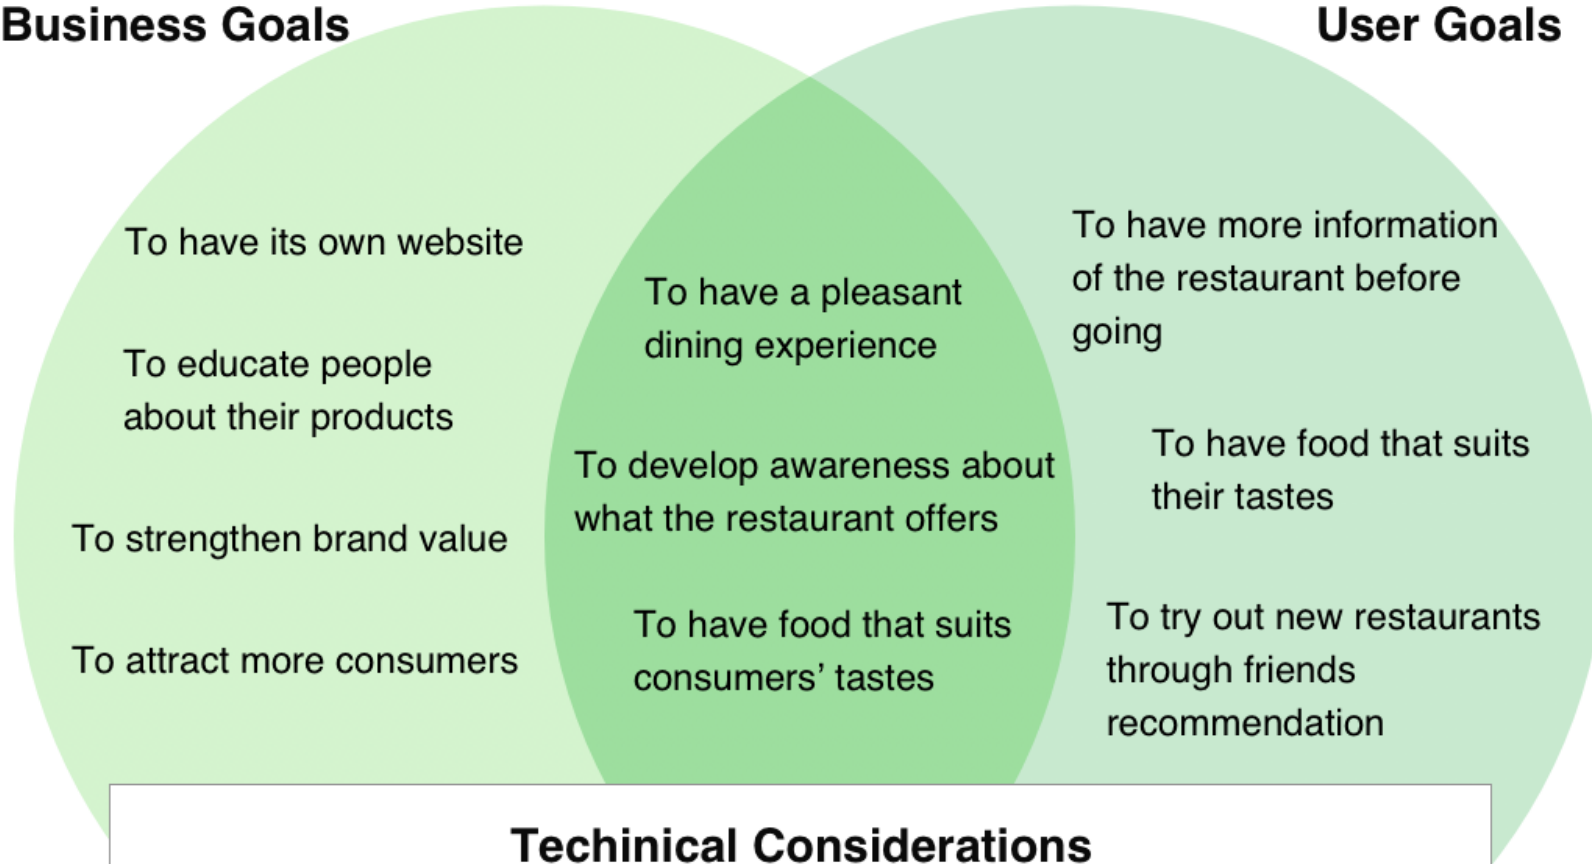 Business Goals
User Goals
To have its own website
To educate people
about their products
To strengthen brand value
To attract more consumers
To have a pleasant
dining experience
To develop awareness about
what the restaurant offers
To have food that suits
consumers’ tastes
To have more information
of the restaurant before
going
To have food that suits
their tastes
To try out new restaurants
through friends
recommendation
Techinical Considerations